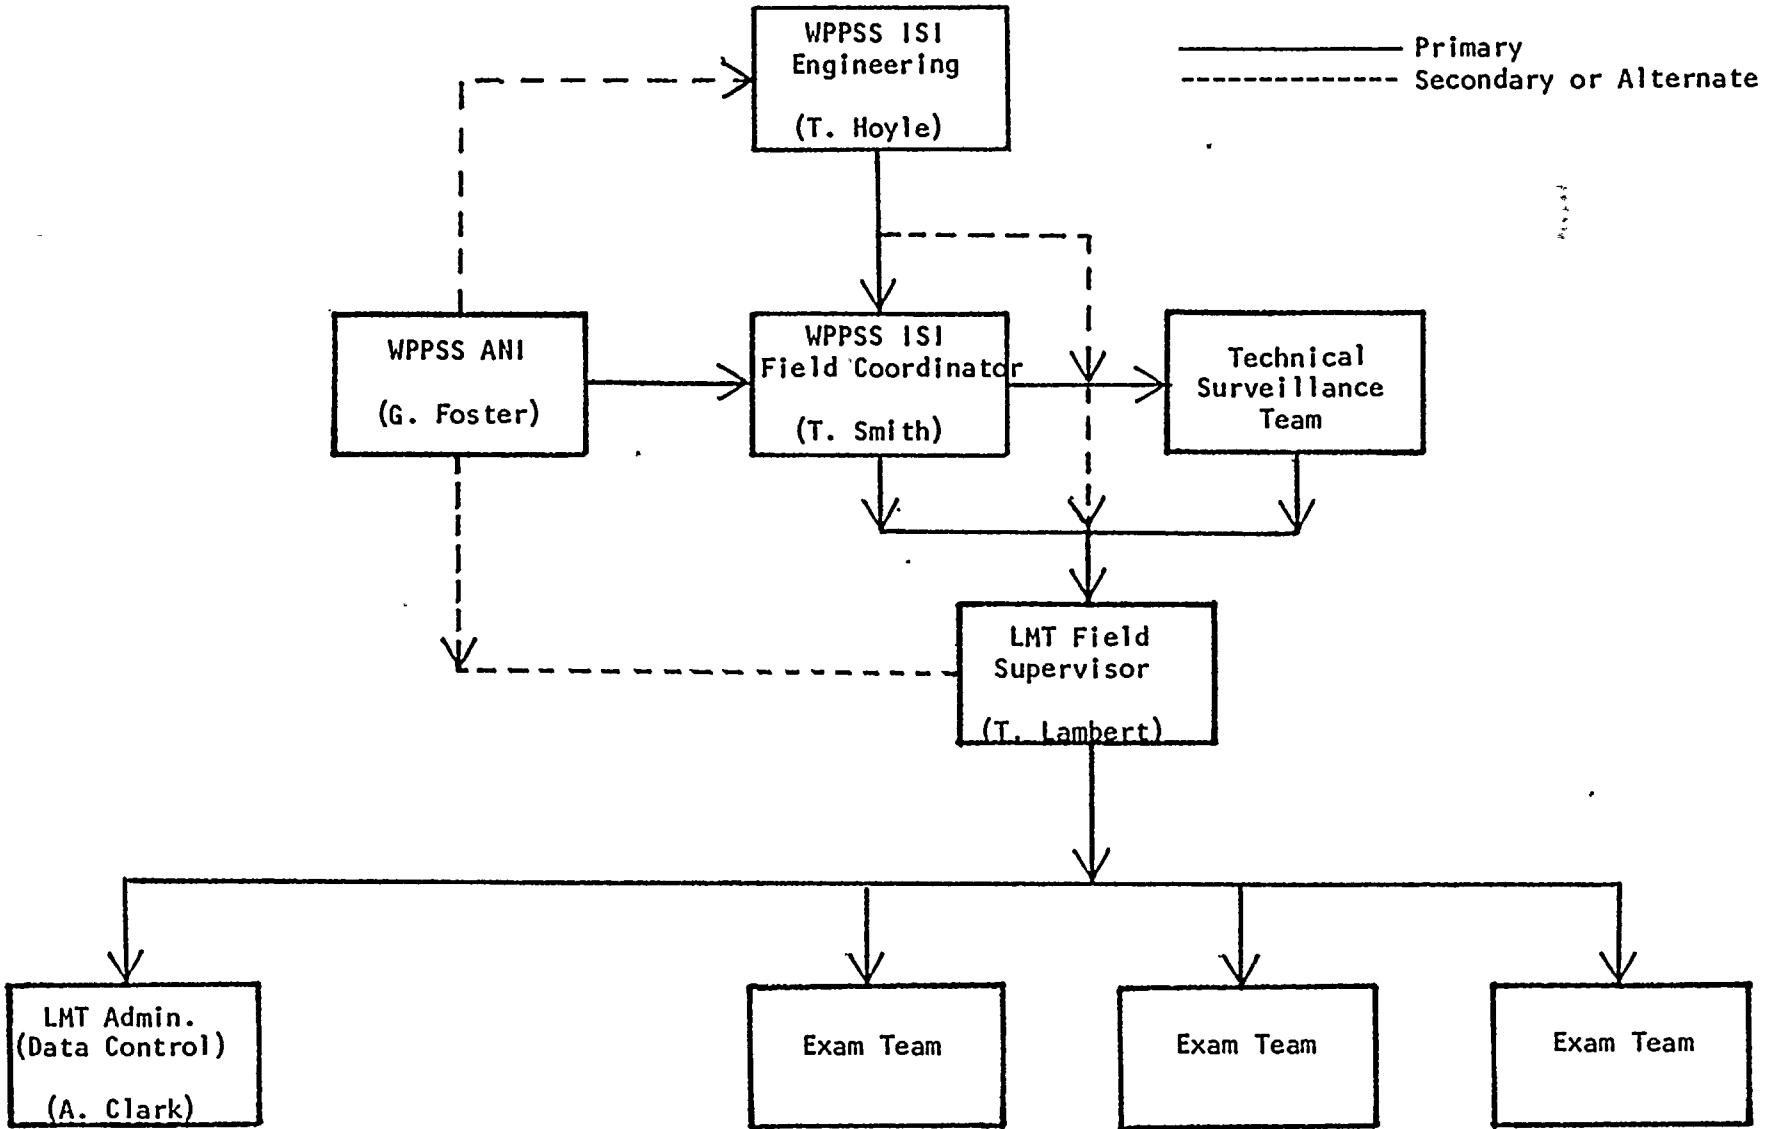 WPPSS ISI
Engineering
(T. Hoyle)
Primary
Secondary or Alternate
WPPSS ANI
(G. Foster)
WPPSS ISI
Field Coordinator
(T. Smith)
Technical
Surveillance
Team
LMT Field
Supervisor
(T. Lambert)
LMT Admin.
(Data Control)
(A. Clark)
Exam Team
Exam Team
Exam Team